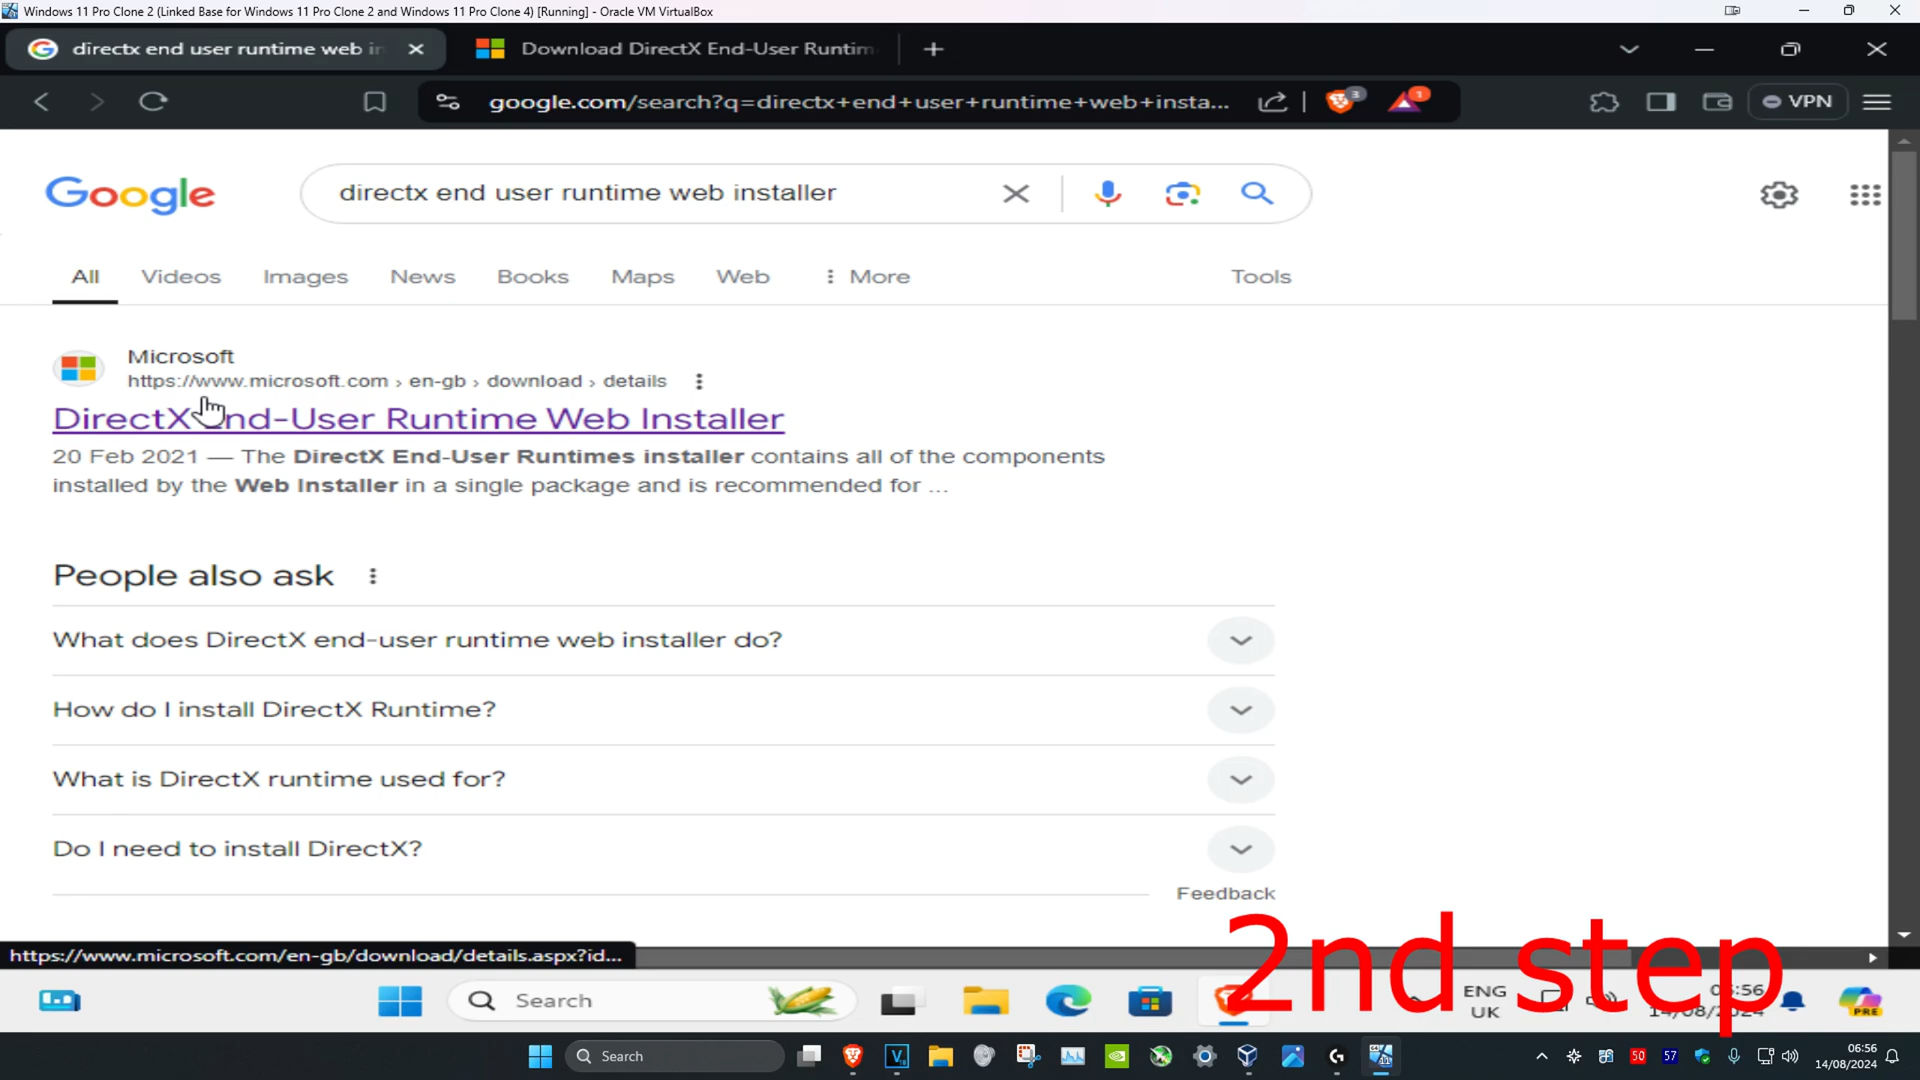 Windows 11 Pro Clone 2 (Linked Base for Windows 11 Pro Clone 2 and Windows 11 Pro Clone 4) [Running] - Oracle VM VirtualBox
directx end user runtime web in
Download DirectX End-User Runtim
google.com/search?q=directx+end+user+runtime+web+insta...
3
1
VPN
Google
directx end user runtime web installer
All Videos Images News Books Maps Web More Tools
Microsoft
https://www.microsoft.com › en-gb › download › details
DirectX End-User Runtime Web Installer
20 Feb 2021 — The DirectX End-User Runtimes installer contains all of the components
installed by the Web Installer in a single package and is recommended for ...
People also ask
What does DirectX end-user runtime web installer do?
How do I install DirectX Runtime?
What is DirectX runtime used for?
Do I need to install DirectX?
Feedback
https://www.microsoft.com/en-gb/download/details.aspx?id...
2nd step
Search
ENG
UK
05:56
14/08/2024
PRE
Search
50
57
06:56
14/08/2024